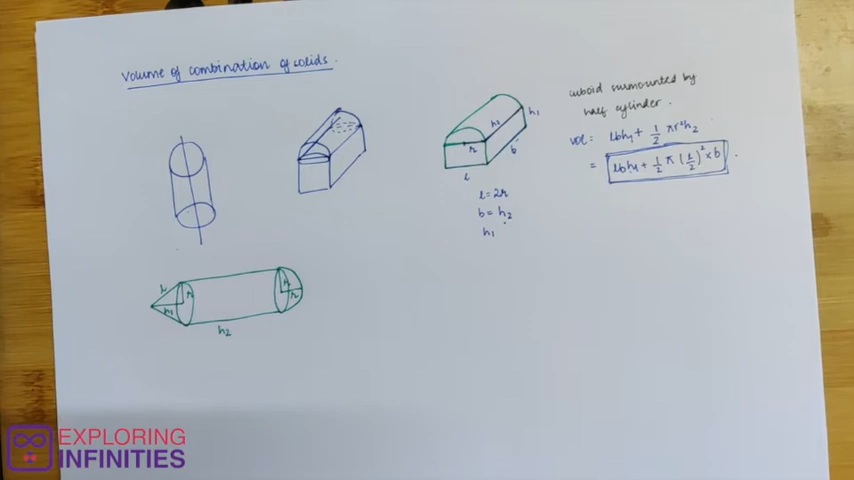 Volume of combination of solids.
cuboid surmounted by
half cylinder.
vol = lbh₁ + 1/2 πr²h₂
= lbh₁ + 1/2 π (l/2)² × b
h₁
h₂
r
b
l
l = 2r
b = h₂
h₁
l
r
h₁
h₂
r
r
EXPLORING
INFINITIES